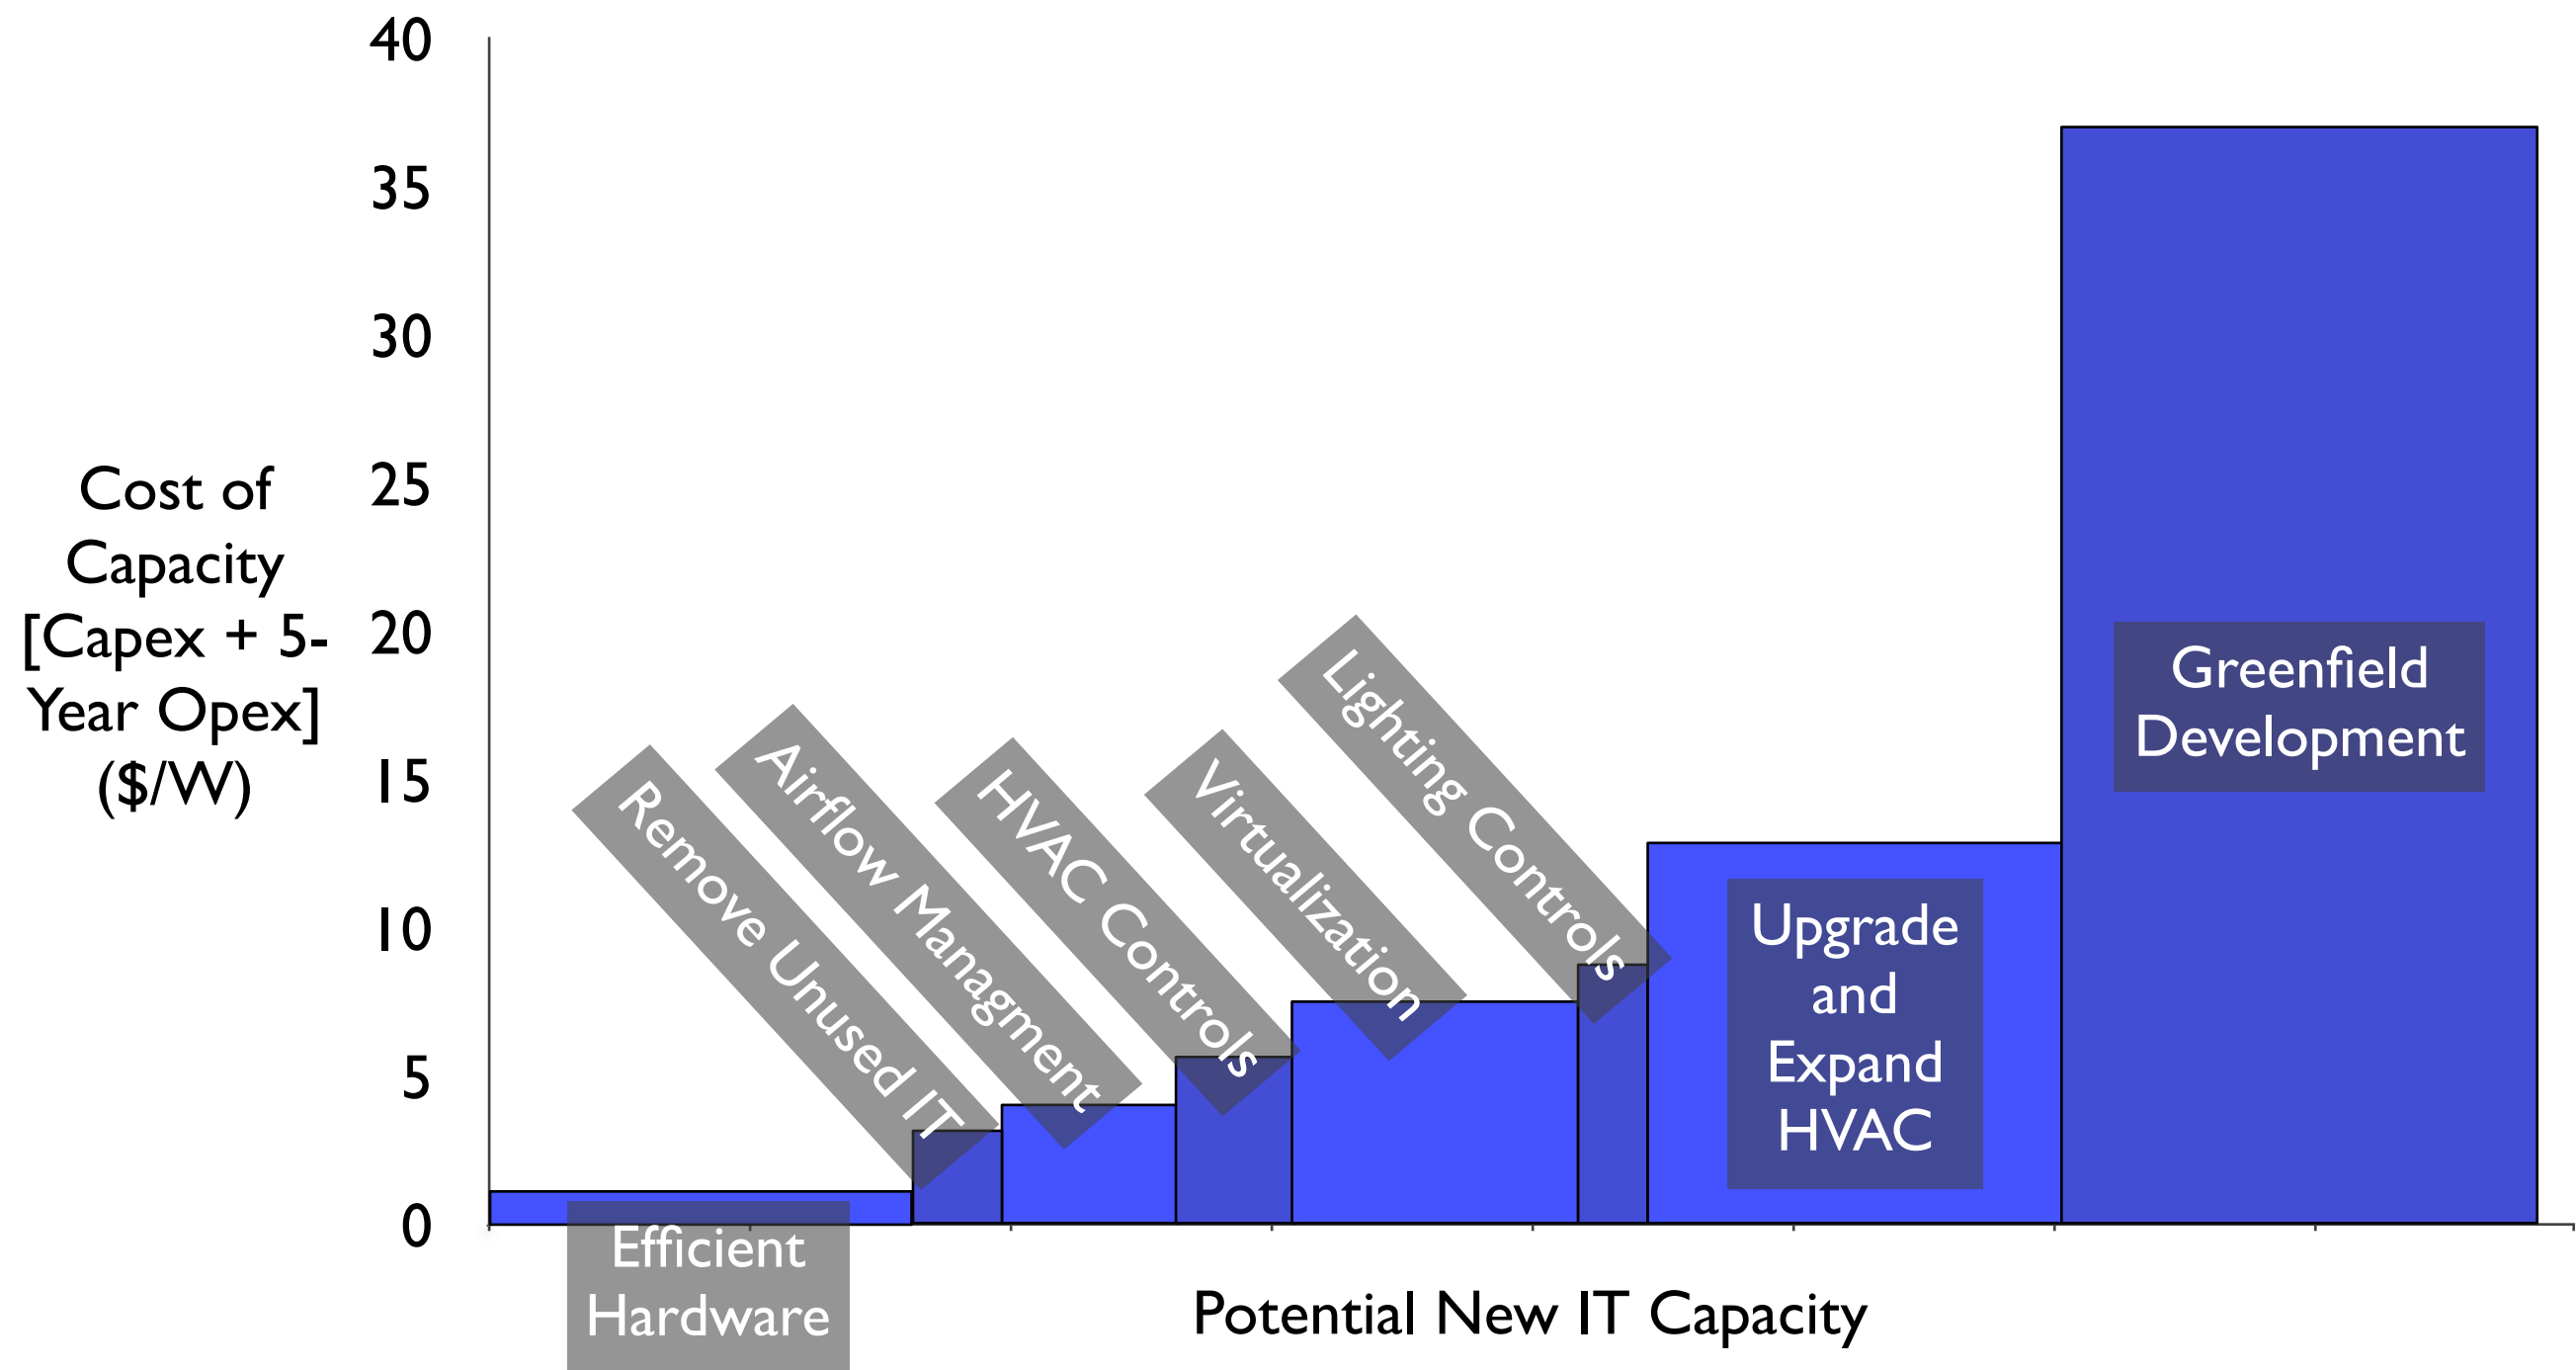 40
35
30
25
20
15
10
5
0
Cost of
Capacity
[Capex + 5-
Year Opex]
($/W)
Efficient
Hardware
Remove Unused IT
Airflow Managment
HVAC Controls
Virtualization
Lighting Controls
Upgrade
and
Expand
HVAC
Greenfield
Development
Potential New IT Capacity